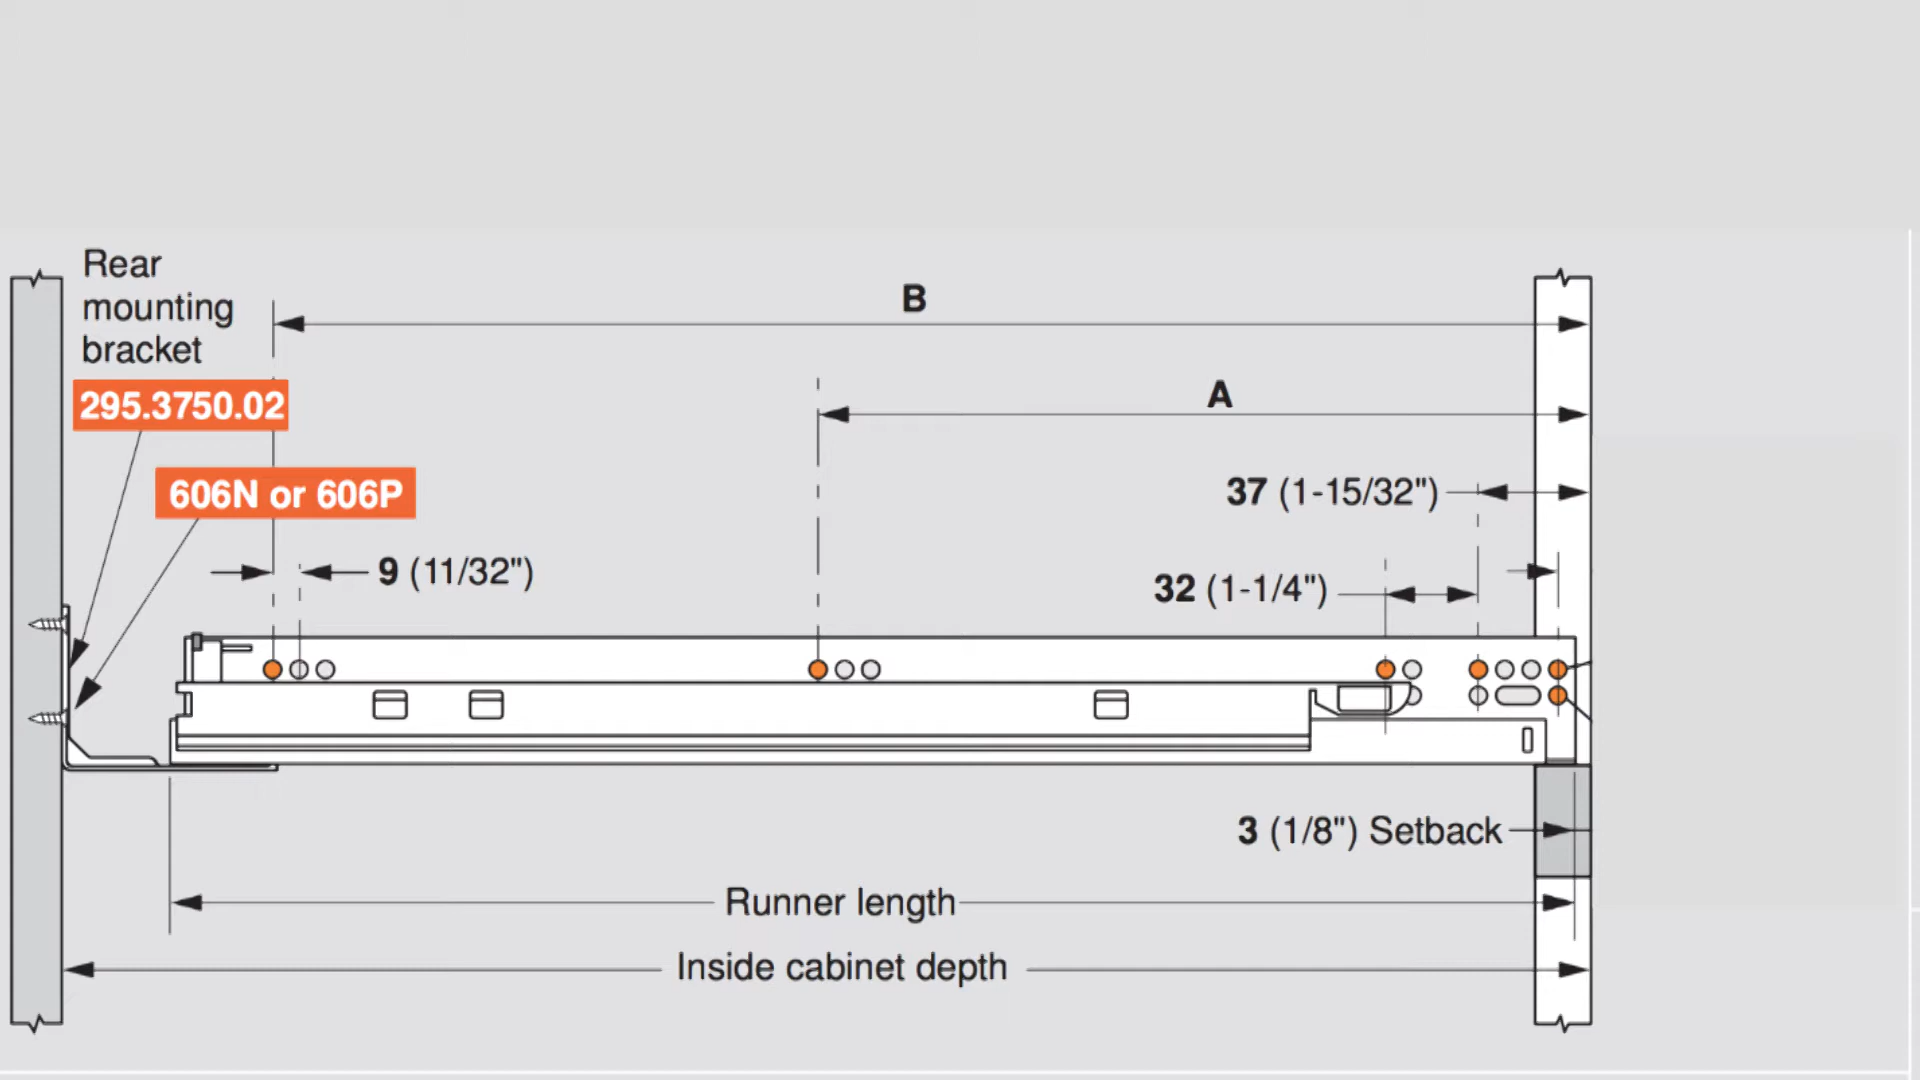 Rear
mounting
bracket
295.3750.02
606N or 606P
B
A
37 (1-15/32")
9 (11/32")
32 (1-1/4")
3 (1/8") Setback
Runner length
Inside cabinet depth